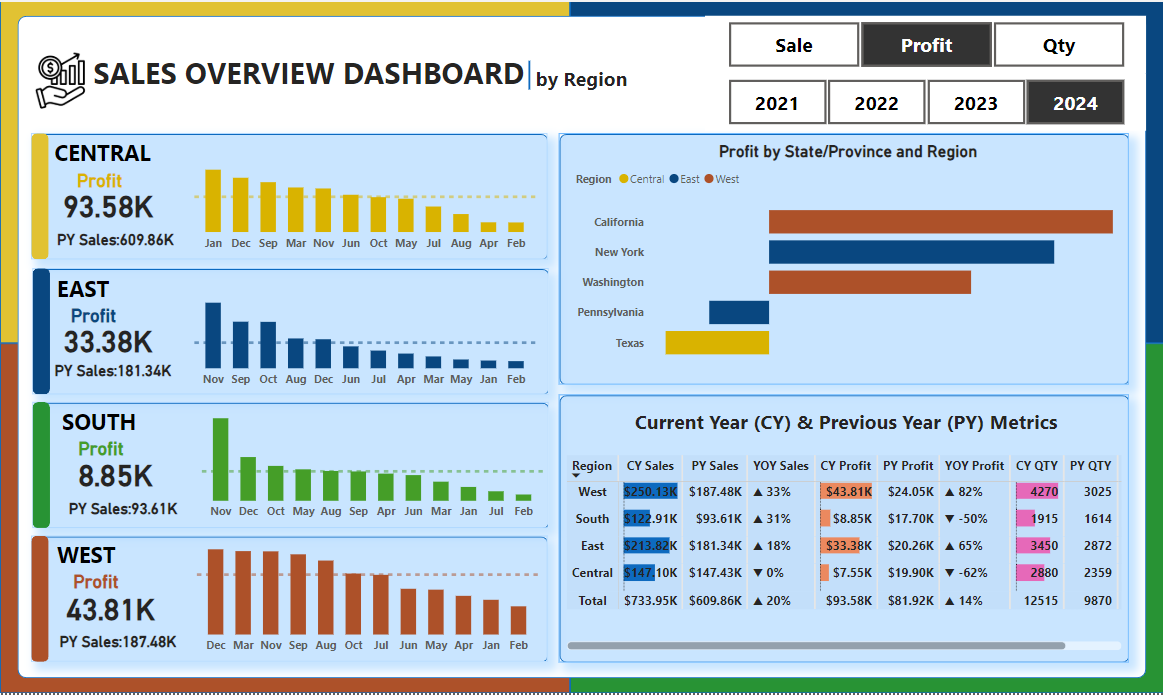 SALES OVERVIEW DASHBOARD by Region
Sale Profit Qty
2021 2022 2023 2024
CENTRAL
Profit
93.58K
PY Sales:609.86K
Jan Dec Sep Mar Nov Jun Oct May Jul Aug Apr Feb
EAST
Profit
33.38K
PY Sales:181.34K
Nov Sep Oct Aug Dec Jun Jul Apr Mar May Jan Feb
SOUTH
Profit
8.85K
PY Sales:93.61K
Nov Dec Oct May Aug Sep Apr Jun Mar Jan Jul Feb
WEST
Profit
43.81K
PY Sales:187.48K
Dec Mar Nov Sep Aug Oct Jul Jun May Apr Jan Feb
Profit by State/Province and Region
Region Central East West
California
New York
Washington
Pennsylvania
Texas
Current Year (CY) & Previous Year (PY) Metrics
Region CY Sales PY Sales YOY Sales CY Profit PY Profit YOY Profit CY QTY PY QTY
West $250.13K $187.48K ▲ 33% $43.81K $24.05K ▲ 82% 4270 3025
South $122.91K $93.61K ▲ 31% $8.85K $17.70K ▼ -50% 1915 1614
East $213.82K $181.34K ▲ 18% $33.38K $20.26K ▲ 65% 3450 2872
Central $147.10K $147.43K ▼ 0% $7.55K $19.90K ▼ -62% 2880 2359
Total $733.95K $609.86K ▲ 20% $93.58K $81.92K ▲ 14% 12515 9870